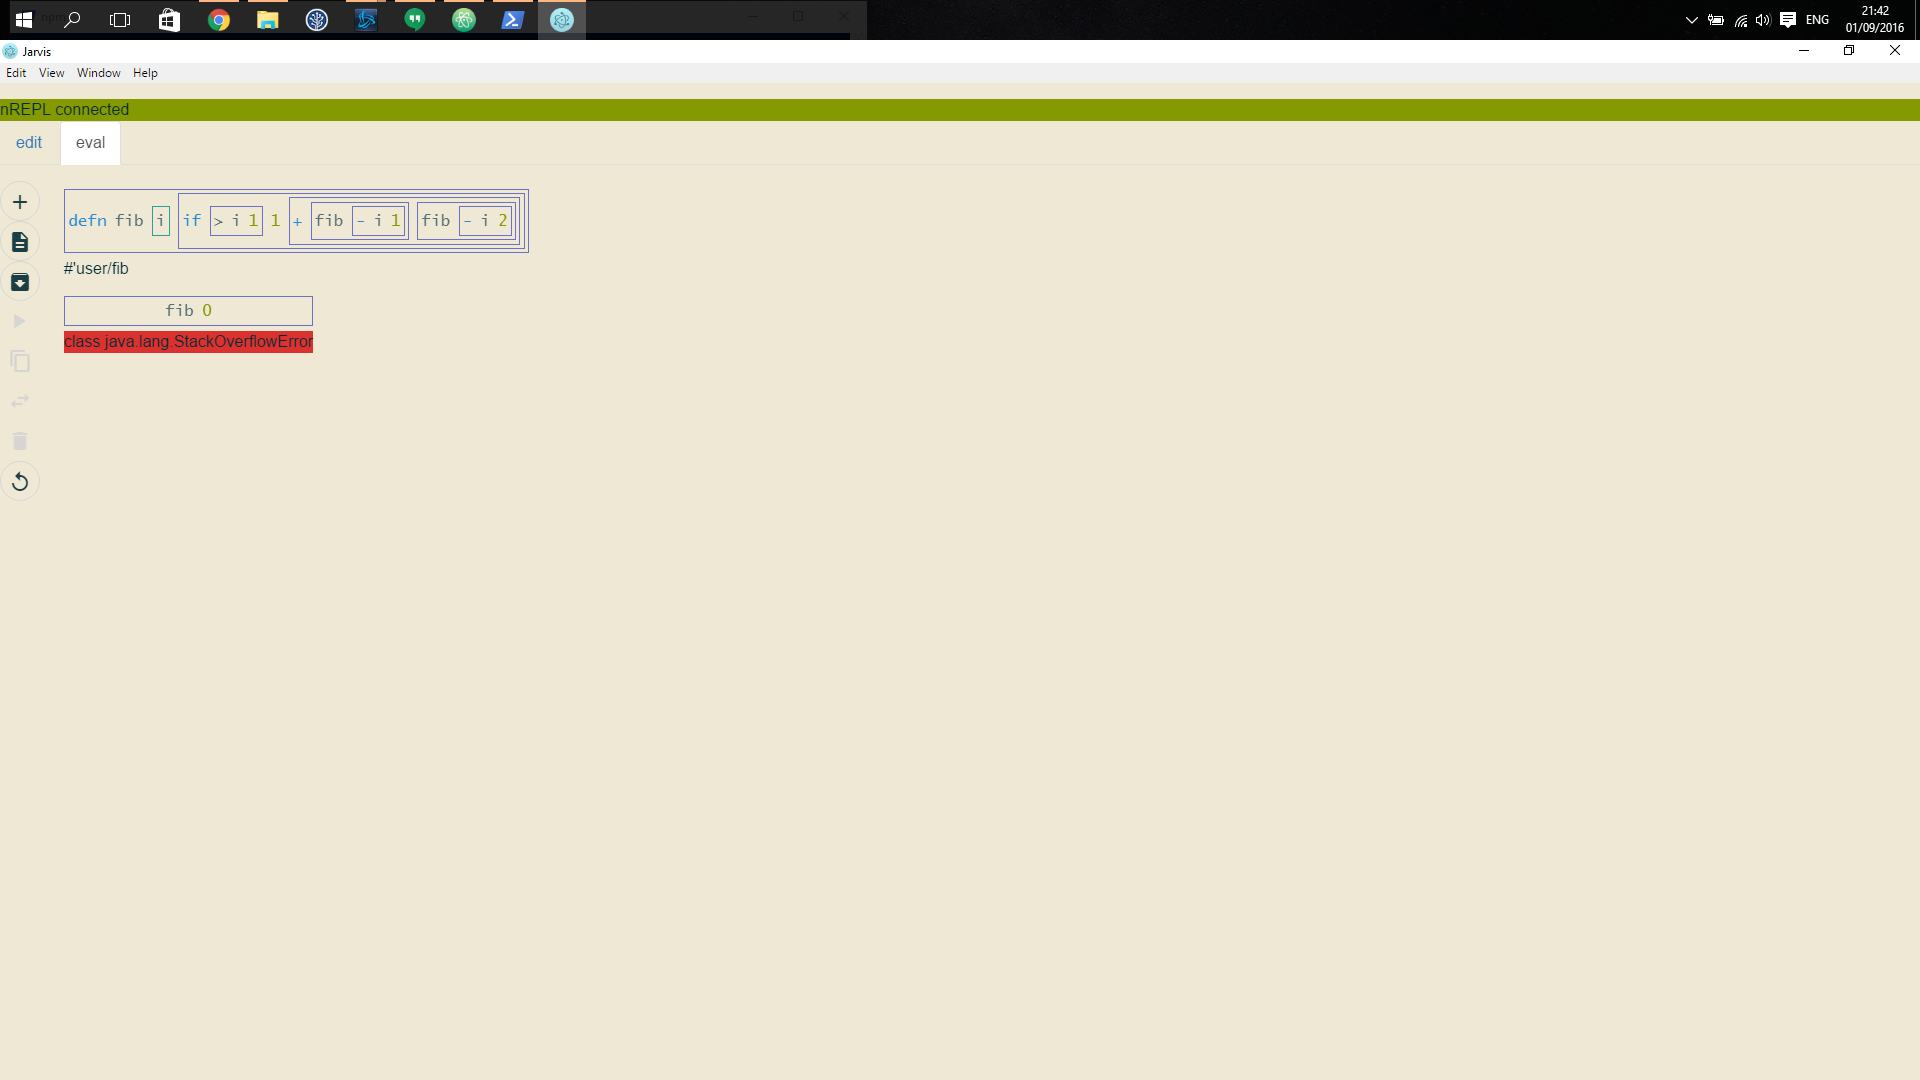 21:42
ENG
01/09/2016
Jarvis
Edit View Window Help
nREPL connected
edit eval
defn fib i if > i 1 1 + fib - i 1 fib - i 2
#'user/fib
fib 0
class java.lang.StackOverflowError